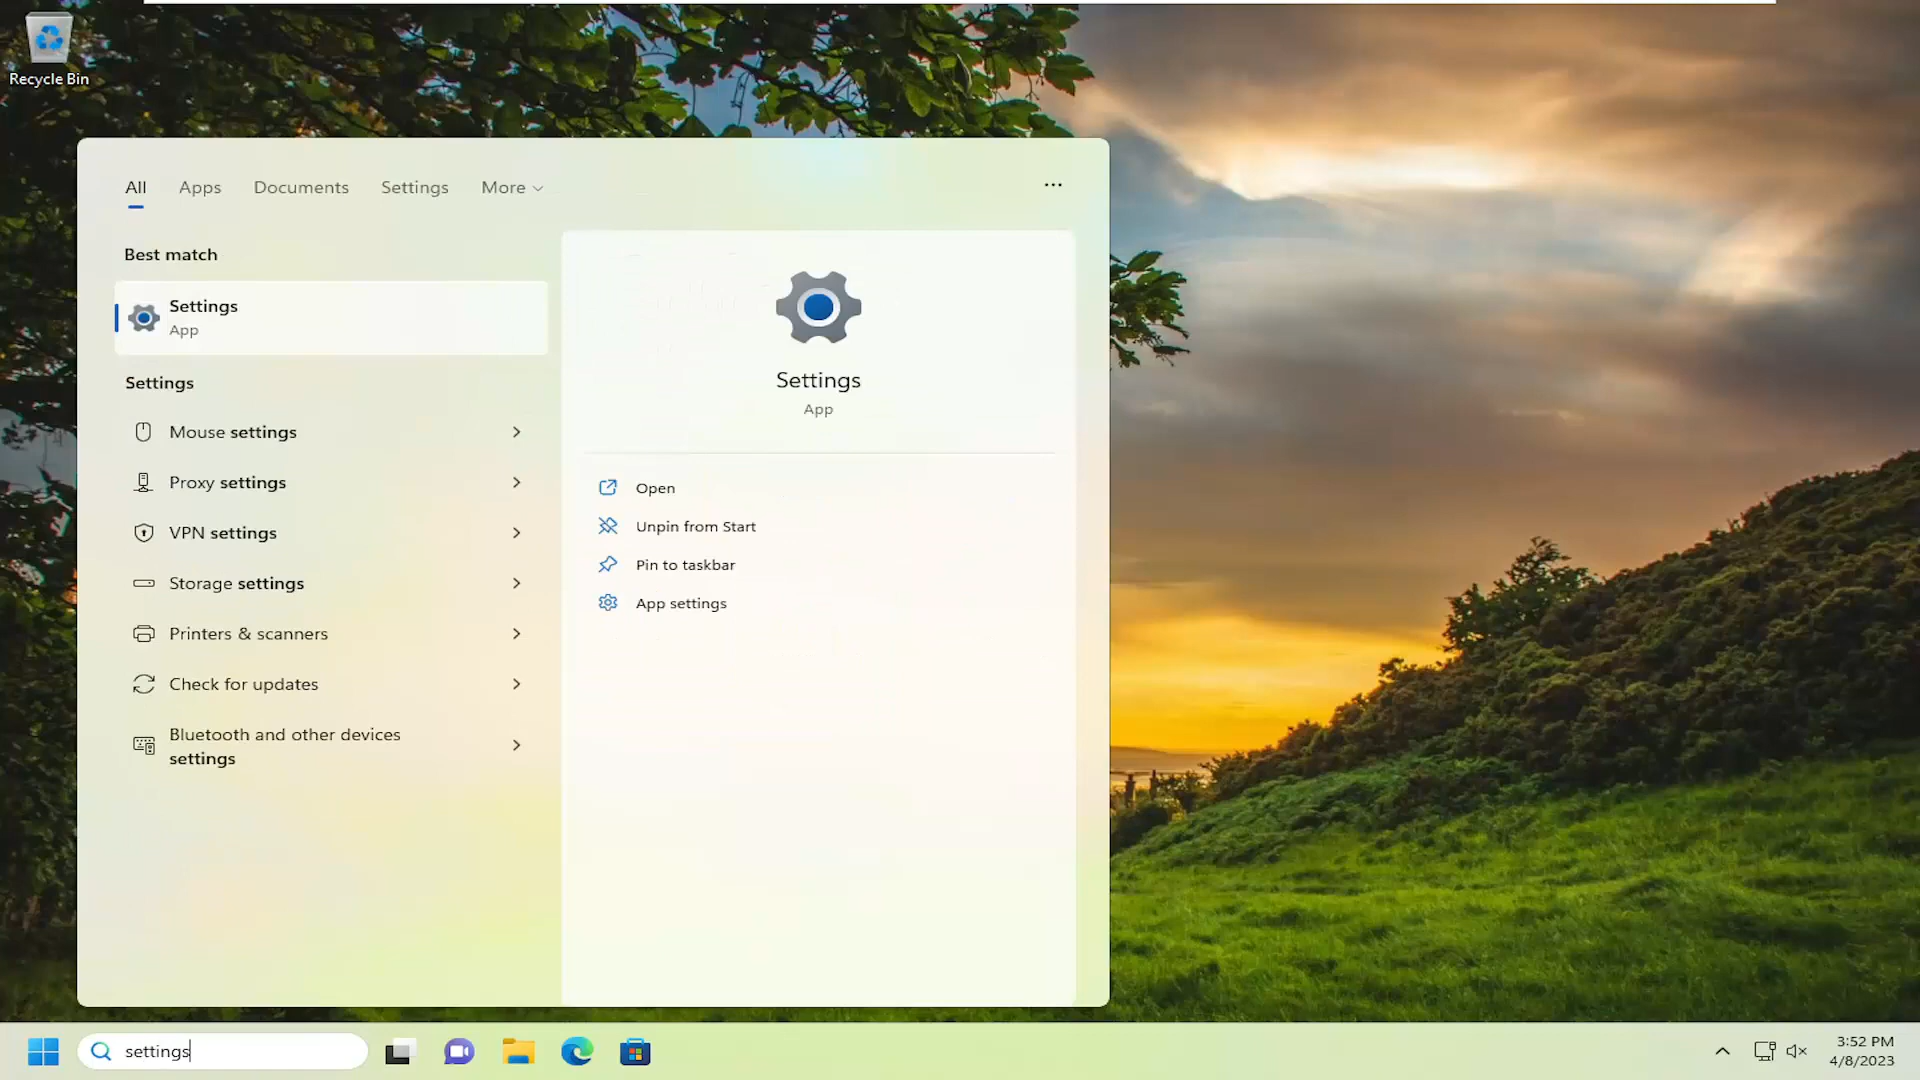 Recycle Bin
All Apps Documents Settings More
Best match
Settings
App
Settings
Mouse settings
Proxy settings
VPN settings
Storage settings
Printers & scanners
Check for updates
Bluetooth and other devices
settings
Settings
App
Open
Unpin from Start
Pin to taskbar
App settings
settings
3:52 PM
4/8/2023